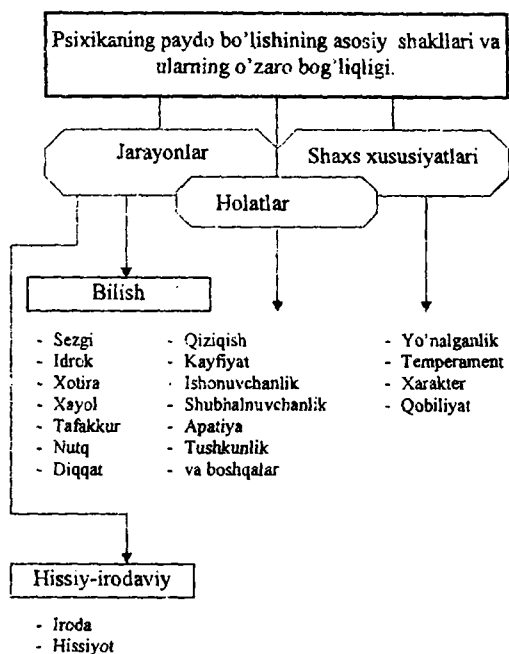 Psixikaning paydo bo'lishining asosiy shakllari va
ularning o'zaro bog'liqligi.
Jarayonlar
Shaxs xususiyatlari
Holatlar
Bilish
- Sezgi
- Idrok
- Xotira
- Xayol
- Tafakkur
- Nutq
- Diqqat
- Qiziqish
- Kayfiyat
- Ishonuvchanlik
- Shubhalnuvchanlik
- Apatiya
- Tushkunlik
- va boshqalar
- Yo'nalganlik
- Temperament
- Xarakter
- Qobiliyat
Hissiy-irodaviy
- Iroda
- Hissiyot